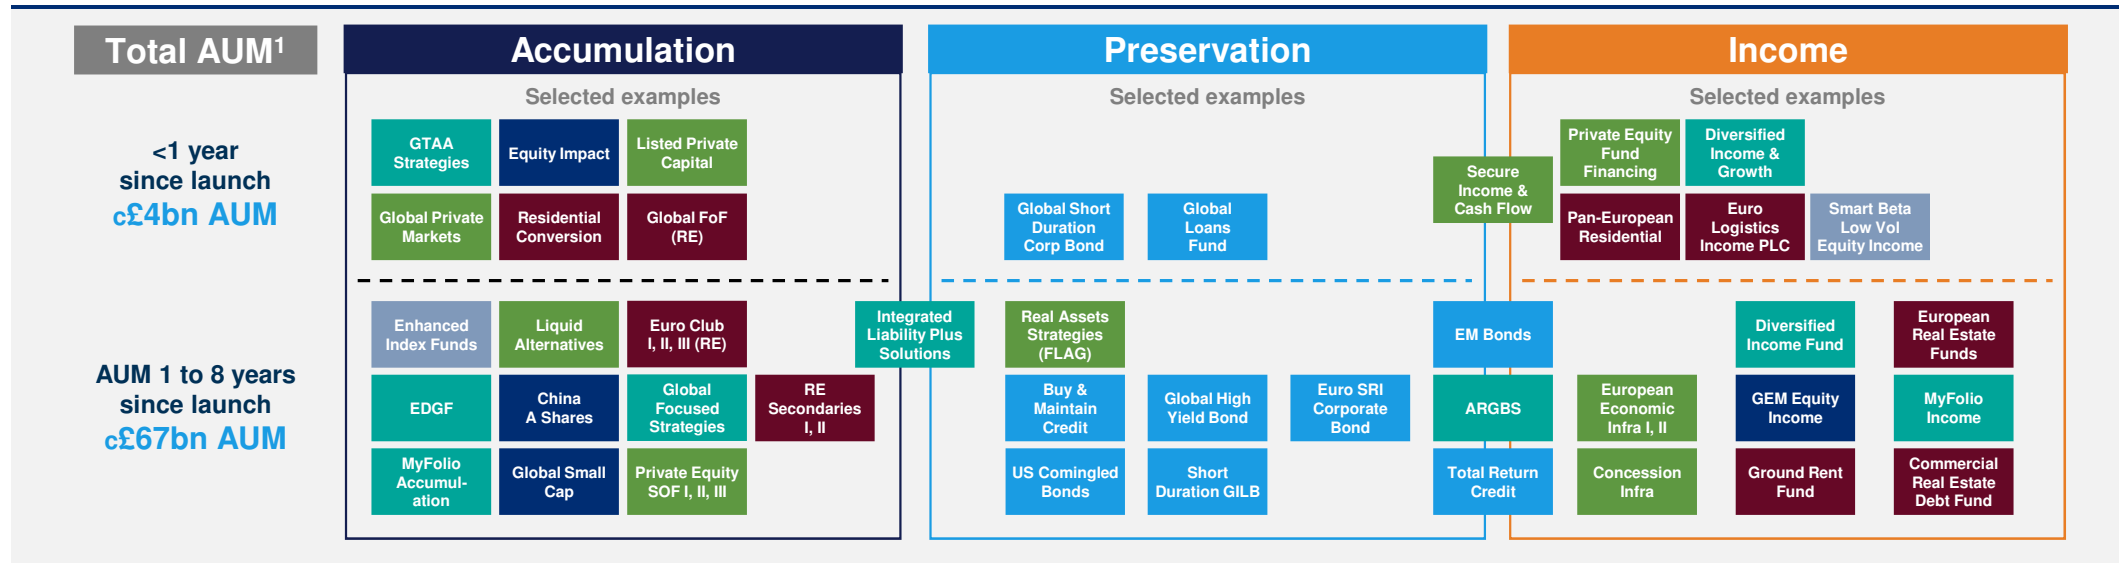 Total AUM1
Accumulation
Preservation
Income
Selected examples
Selected examples
Selected examples
<1 year
since launch
c£4bn AUM
GTAA
Strategies
Equity Impact
Listed Private
Capital
Global Private
Markets
Residential
Conversion
Global FoF
(RE)
Global Short
Duration
Corp Bond
Global
Loans
Fund
Secure
Income &
Cash Flow
Private Equity
Fund
Financing
Diversified
Income &
Growth
Pan-European
Residential
Euro
Logistics
Income PLC
Smart Beta
Low Vol
Equity Income
AUM 1 to 8 years
since launch
c£67bn AUM
Enhanced
Index Funds
Liquid
Alternatives
Euro Club
I, II, III (RE)
Integrated
Liability Plus
Solutions
EDGF
China
A Shares
Global
Focused
Strategies
RE
Secondaries
I, II
MyFolio
Accumul-
ation
Global Small
Cap
Private Equity
SOF I, II, III
Real Assets
Strategies
(FLAG)
EM Bonds
Buy &
Maintain
Credit
Global High
Yield Bond
Euro SRI
Corporate
Bond
ARGBS
US Comingled
Bonds
Short
Duration GILB
Total Return
Credit
Diversified
Income Fund
European
Real Estate
Funds
European
Economic
Infra I, II
GEM Equity
Income
MyFolio
Income
Concession
Infra
Ground Rent
Fund
Commercial
Real Estate
Debt Fund